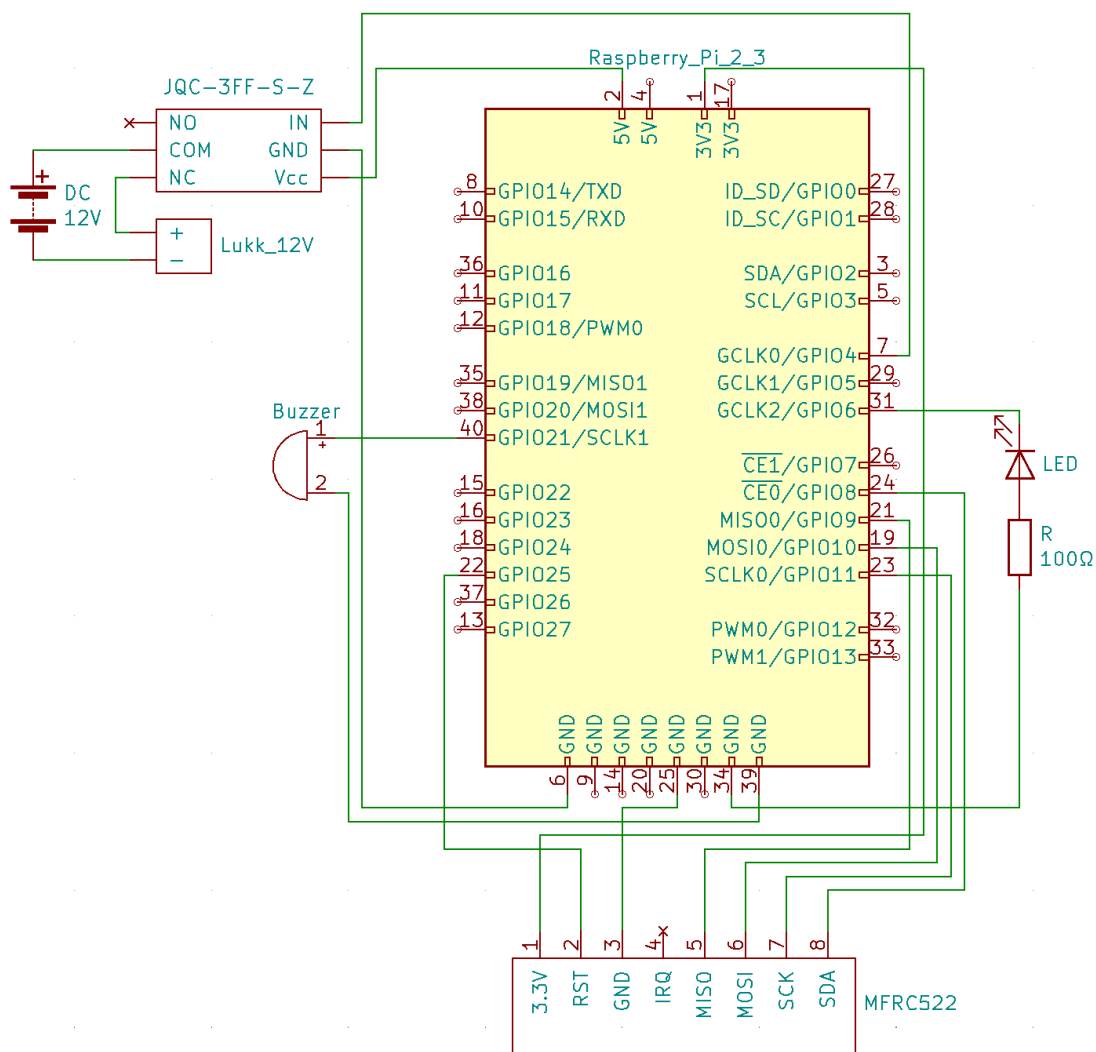 Raspberry_Pi_2_3
JQC-3FF-S-Z
NO
COM
NC
IN
GND
Vcc
+
DC
12V
+
−
Lukk_12V
2
4
1
17
5V
5V
3V3
3V3
8 GPIO14/TXD
10 GPIO15/RXD
36 GPIO16
11 GPIO17
12 GPIO18/PWM0
35 GPIO19/MISO1
38 GPIO20/MOSI1
40 GPIO21/SCLK1
15 GPIO22
16 GPIO23
18 GPIO24
22 GPIO25
37 GPIO26
13 GPIO27
ID_SD/GPIO0 27
ID_SC/GPIO1 28
SDA/GPIO2 3
SCL/GPIO3 5
GCLK0/GPIO4 7
GCLK1/GPIO5 29
GCLK2/GPIO6 31
CE1/GPIO7 26
CE0/GPIO8 24
MISO0/GPIO9 21
MOSI0/GPIO10 19
SCLK0/GPIO11 23
PWM0/GPIO12 32
PWM1/GPIO13 33
Buzzer
1
+
2
LED
R
100Ω
GND
GND
GND
GND
GND
GND
GND
GND
6
9
14
20
25
30
34
39
1
2
3
4
5
6
7
8
3.3V
RST
GND
IRQ
MISO
MOSI
SCK
SDA
MFRC522